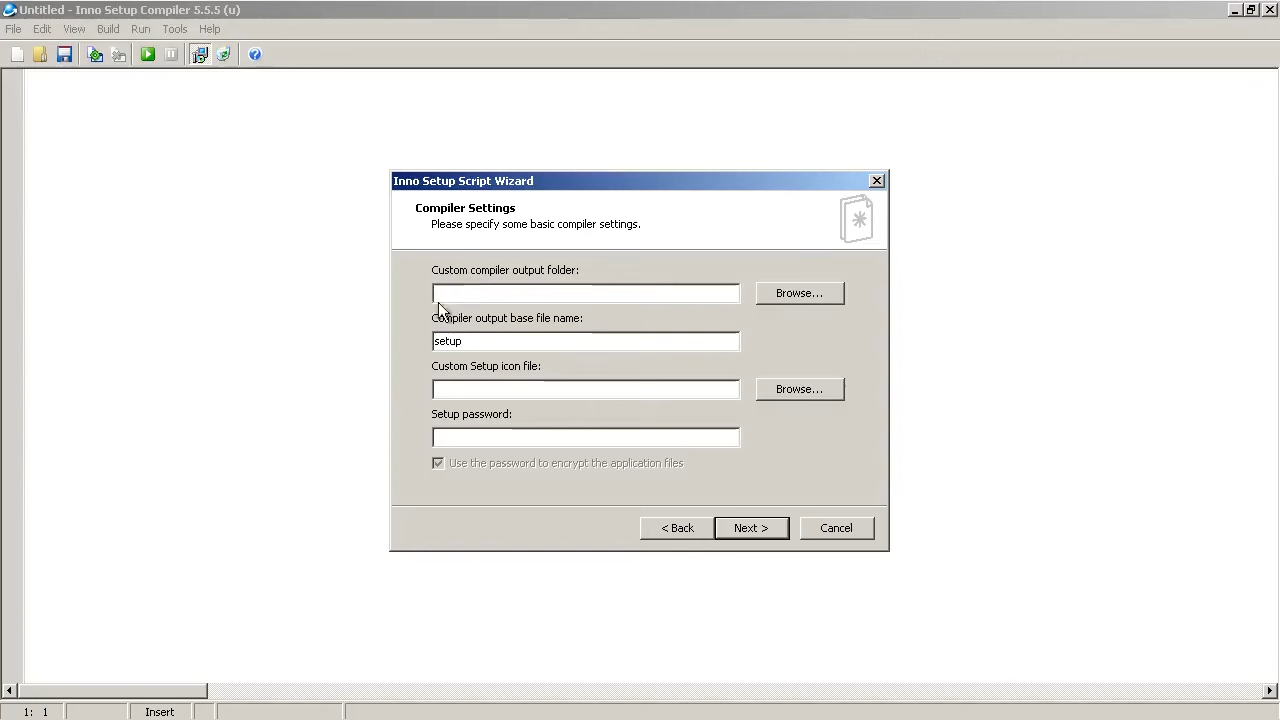 Untitled - Inno Setup Compiler 5.5.5 (u)
File Edit View Build Run Tools Help
Inno Setup Script Wizard
Compiler Settings
Please specify some basic compiler settings.
Custom compiler output folder:
Browse...
Compiler output base file name:
setup
Custom Setup icon file:
Browse...
Setup password:
Use the password to encrypt the application files
< Back Next > Cancel
1: 1 Insert